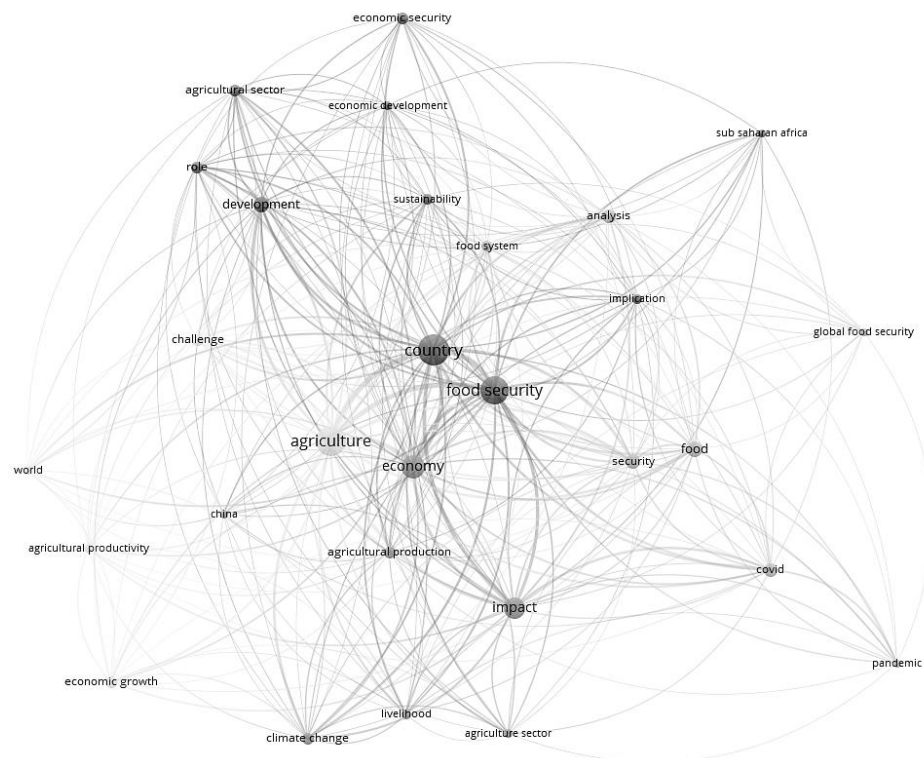 economic security
agricultural sector
economic development
sub saharan africa
role
sustainability
development
analysis
food system
implication
global food security
challenge
country
food security
agriculture
food
security
economy
world
china
agricultural productivity
agricultural production
covid
impact
pandemic
economic growth
livelihood
agriculture sector
climate change